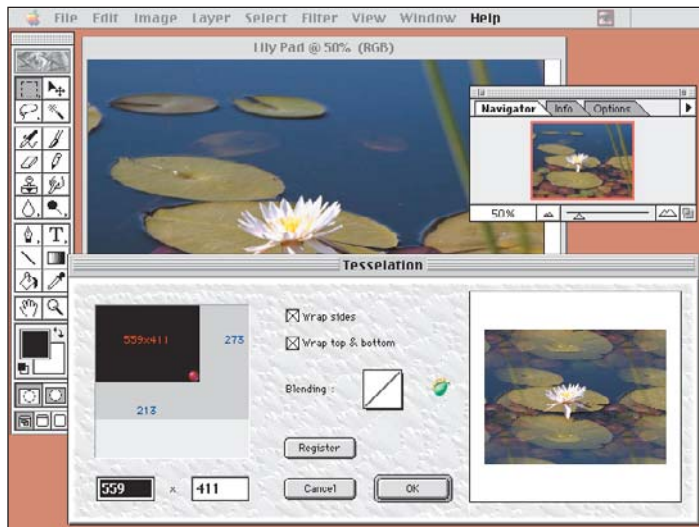 File Edit Image Layer Select Filter View Window Help
Lily Pad @ 50% (RGB)
Navigator Info Options
50%
T
Tesselation
559x411
273
213
Wrap sides
Wrap top & bottom
Blending :
Register
559 x 411
Cancel
OK